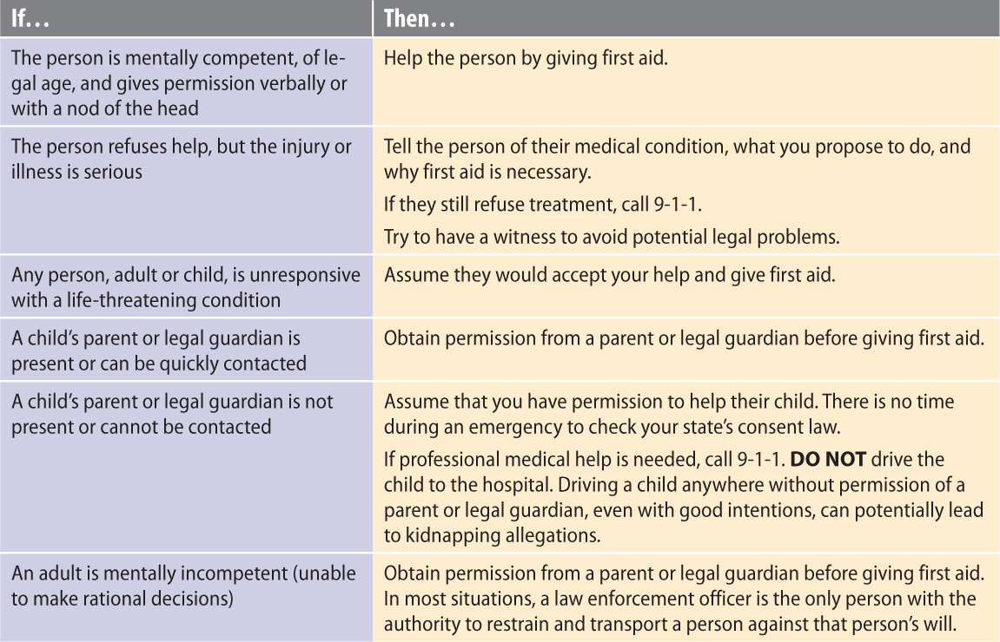 If…
Then…
The person is mentally competent, of le-
gal age, and gives permission verbally or
with a nod of the head
Help the person by giving first aid.
The person refuses help, but the injury or
illness is serious
Tell the person of their medical condition, what you propose to do, and
why first aid is necessary.
If they still refuse treatment, call 9-1-1.
Try to have a witness to avoid potential legal problems.
Any person, adult or child, is unresponsive
with a life-threatening condition
Assume they would accept your help and give first aid.
A child’s parent or legal guardian is
present or can be quickly contacted
Obtain permission from a parent or legal guardian before giving first aid.
A child’s parent or legal guardian is not
present or cannot be contacted
Assume that you have permission to help their child. There is no time
during an emergency to check your state’s consent law.
If professional medical help is needed, call 9-1-1. DO NOT drive the
child to the hospital. Driving a child anywhere without permission of a
parent or legal guardian, even with good intentions, can potentially lead
to kidnapping allegations.
An adult is mentally incompetent (unable
to make rational decisions)
Obtain permission from a parent or legal guardian before giving first aid.
In most situations, a law enforcement officer is the only person with the
authority to restrain and transport a person against that person’s will.